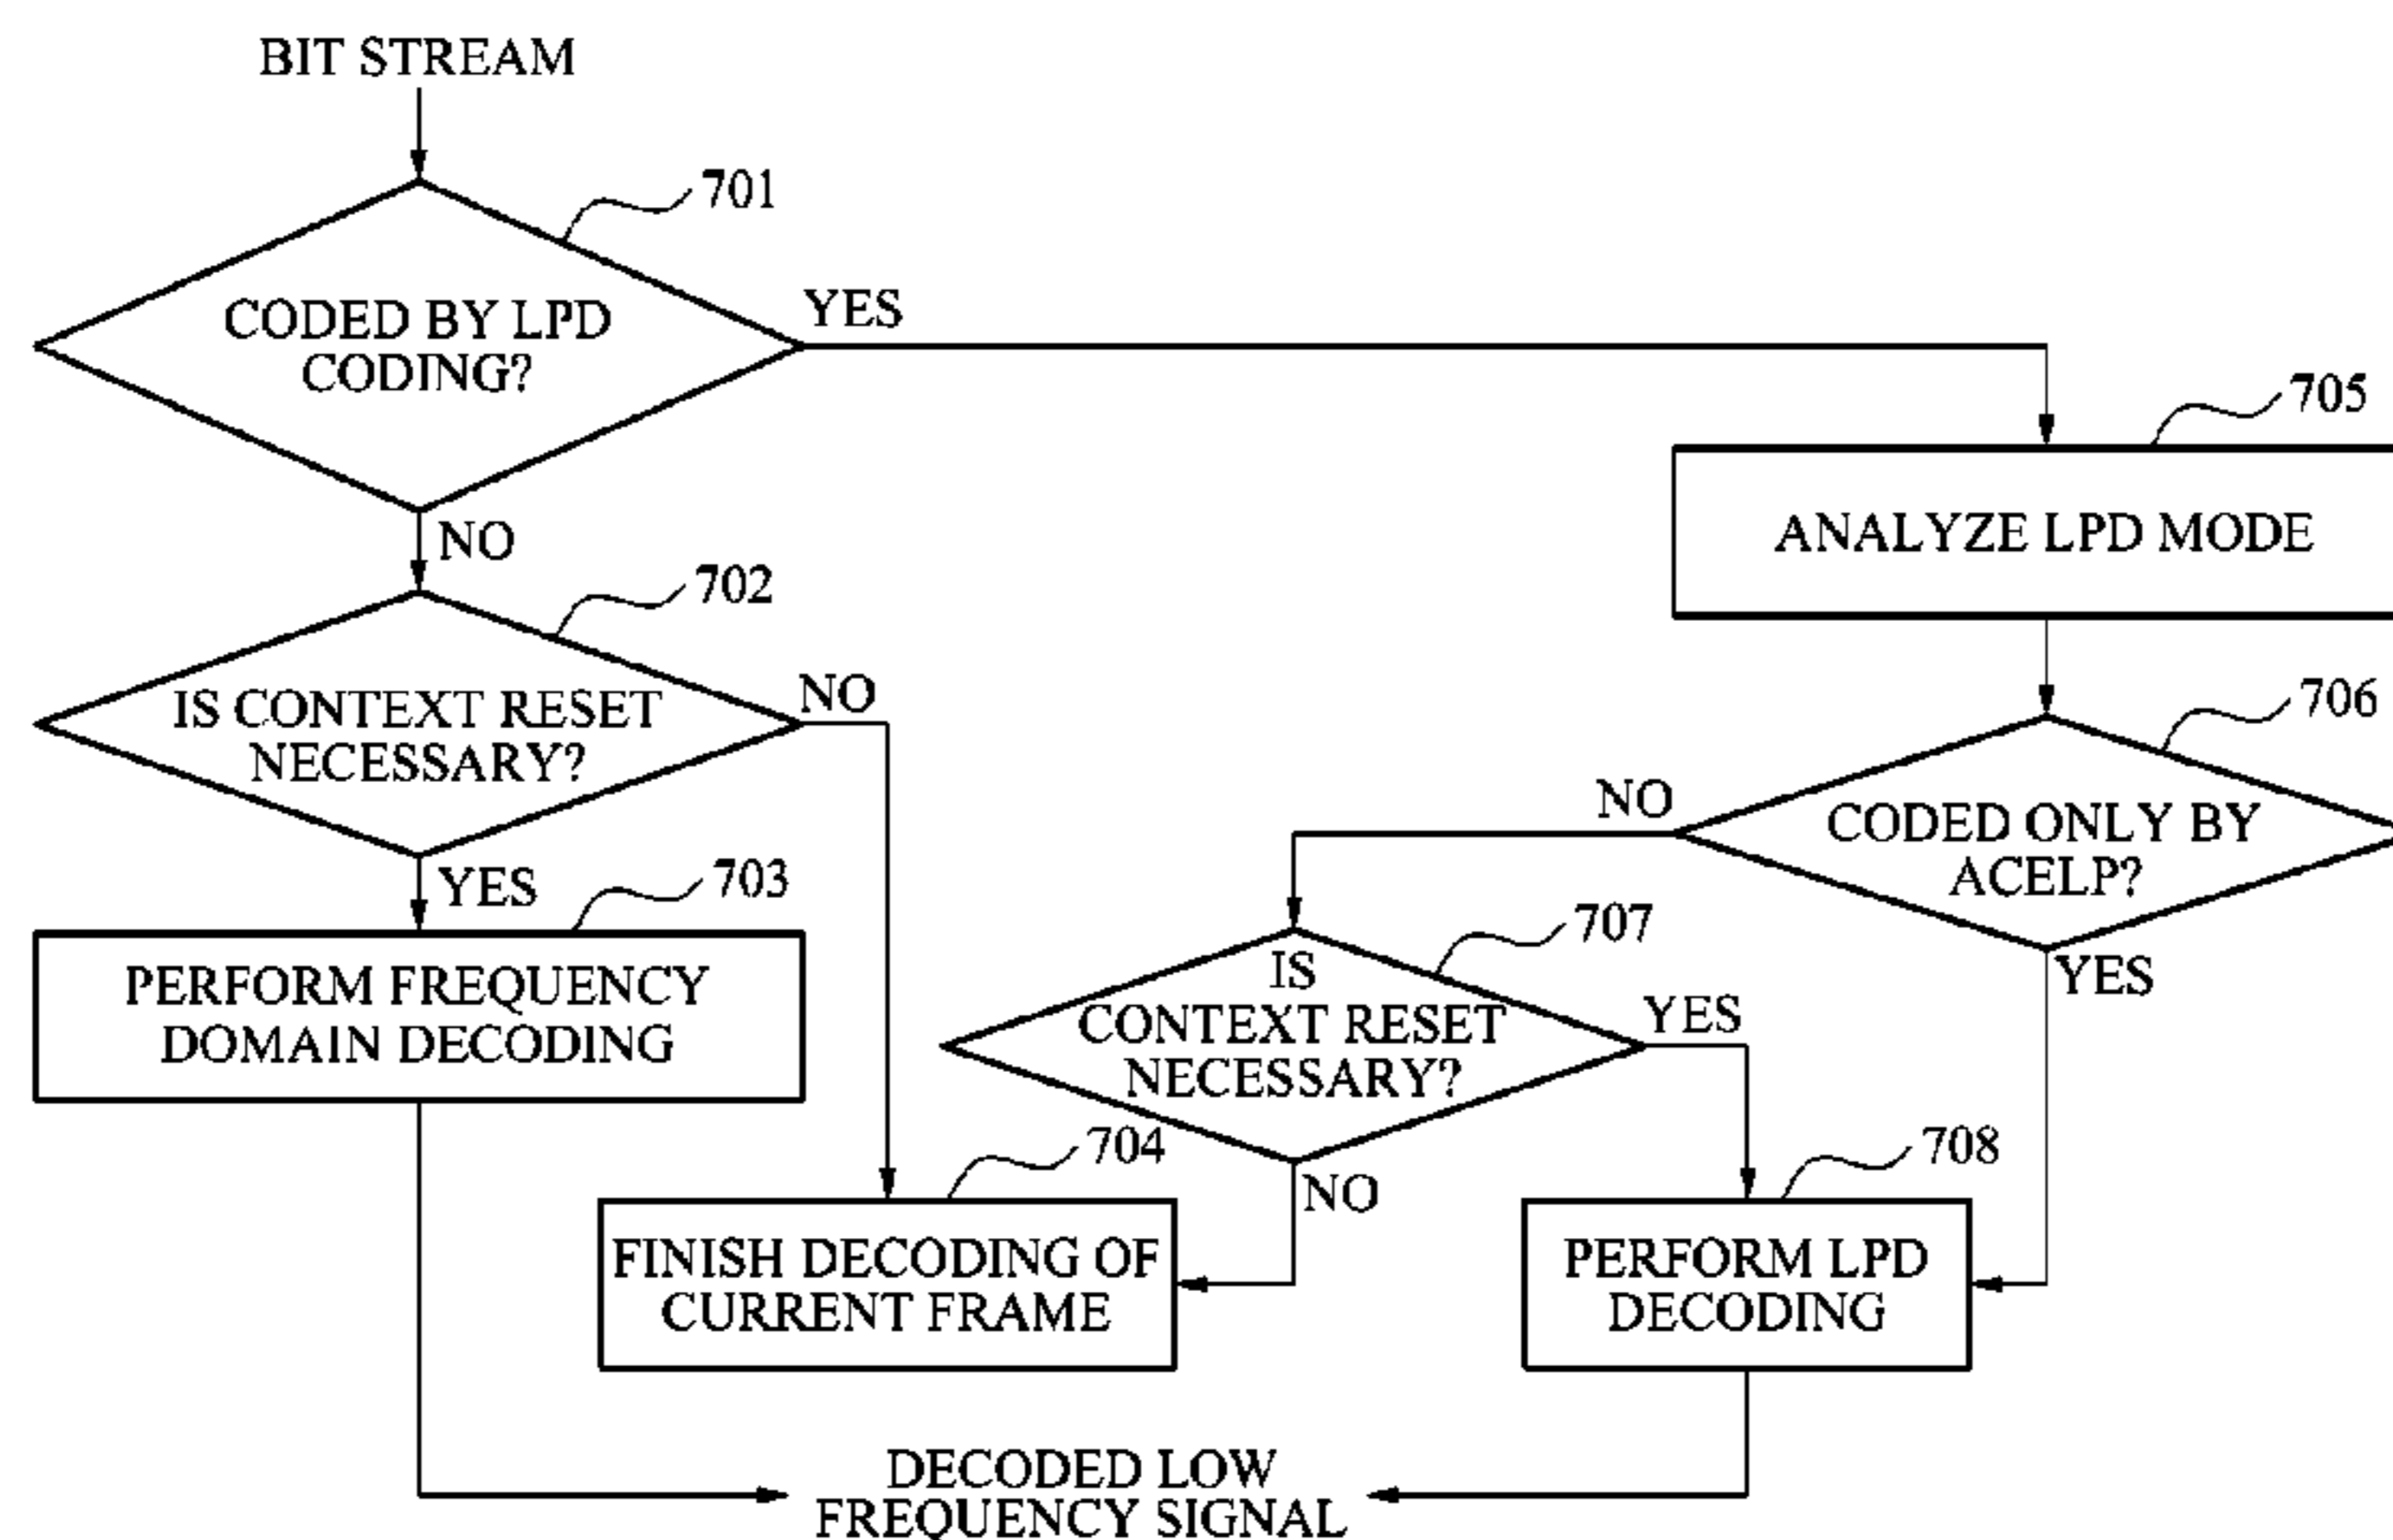 BIT STREAM
701
CODED BY LPD
CODING?
YES
NO
705
ANALYZE LPD MODE
702
IS CONTEXT RESET
NECESSARY?
NO
YES
706
CODED ONLY BY
ACELP?
NO
YES
703
PERFORM FREQUENCY
DOMAIN DECODING
707
IS
CONTEXT RESET
NECESSARY?
YES
NO
704
FINISH DECODING OF
CURRENT FRAME
708
PERFORM LPD
DECODING
DECODED LOW
FREQUENCY SIGNAL